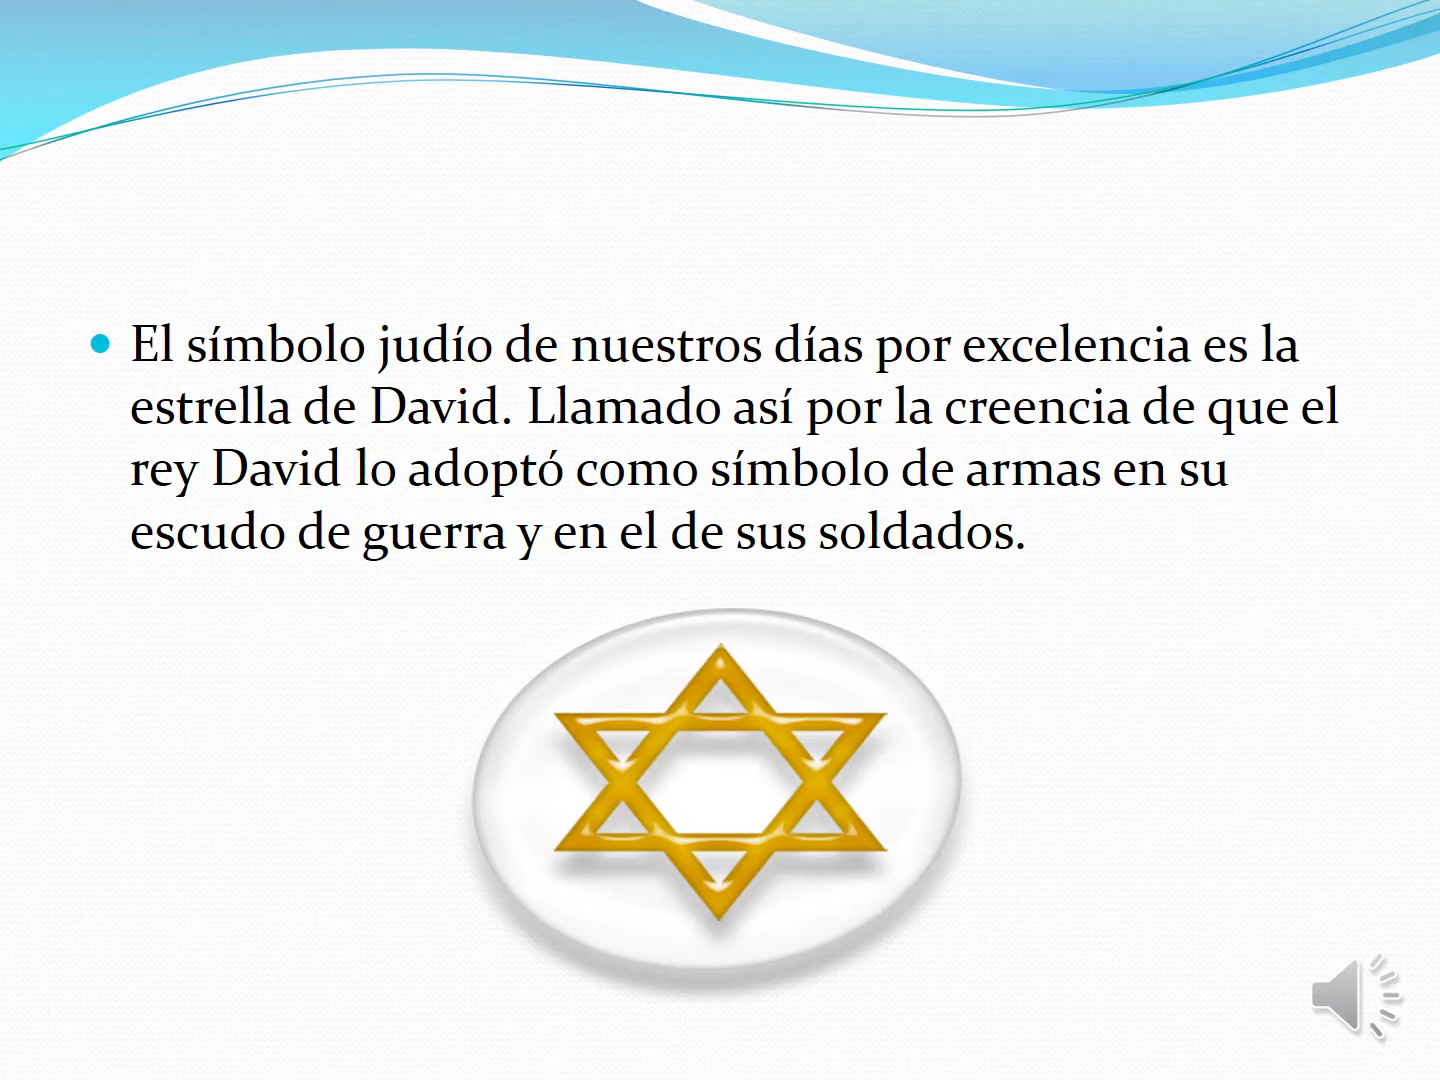 El símbolo judío de nuestros días por excelencia es la
estrella de David. Llamado así por la creencia de que el
rey David lo adoptó como símbolo de armas en su
escudo de guerra y en el de sus soldados.